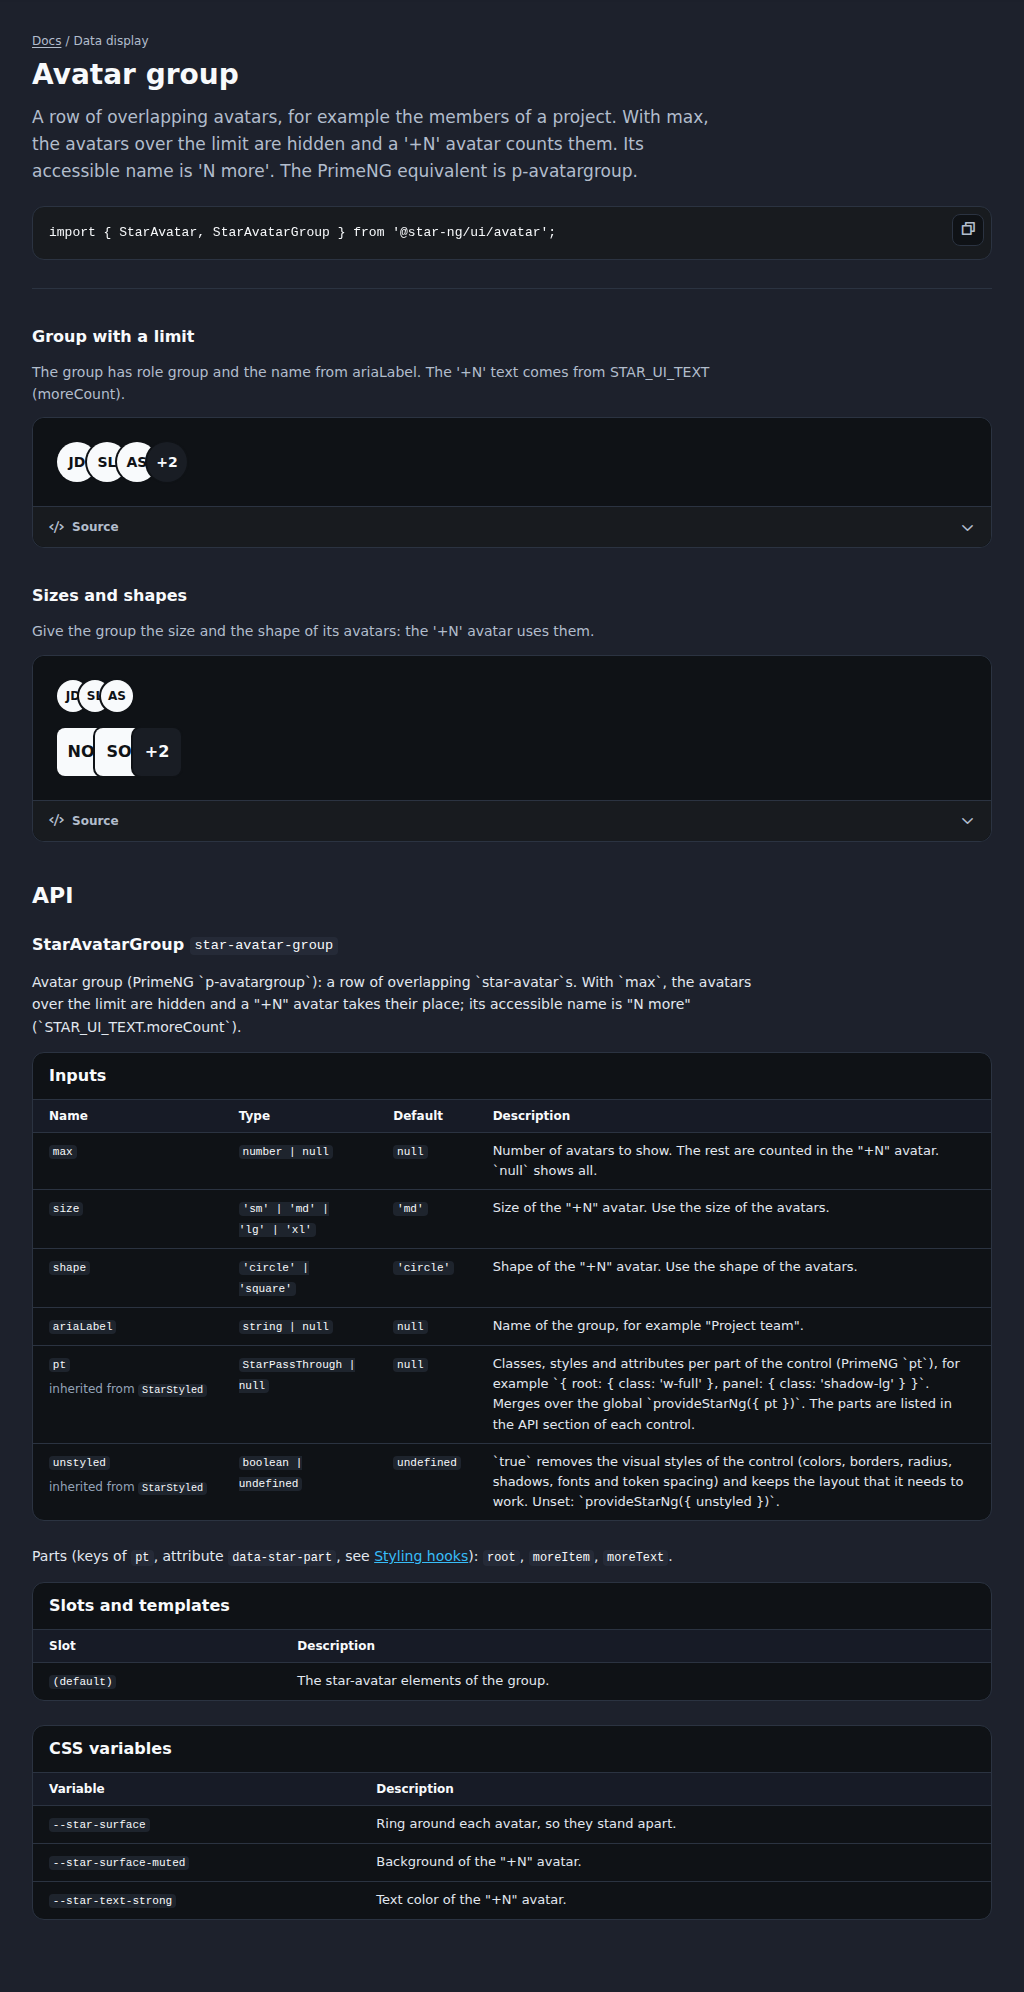 Docs / Data display
Avatar group
A row of overlapping avatars, for example the members of a project. With max,
the avatars over the limit are hidden and a '+N' avatar counts them. Its
accessible name is 'N more'. The PrimeNG equivalent is p-avatargroup.
import { StarAvatar, StarAvatarGroup } from '@star-ng/ui/avatar';
Group with a limit
The group has role group and the name from ariaLabel. The '+N' text comes from STAR_UI_TEXT
(moreCount).
JD SL AS +2
</> Source
Sizes and shapes
Give the group the size and the shape of its avatars: the '+N' avatar uses them.
JD SL AS
NO SO +2
</> Source
API
StarAvatarGroup star-avatar-group
Avatar group (PrimeNG `p-avatargroup`): a row of overlapping `star-avatar`s. With `max`, the avatars
over the limit are hidden and a "+N" avatar takes their place; its accessible name is "N more"
(`STAR_UI_TEXT.moreCount`).
Inputs
Name Type Default Description
max number | null null Number of avatars to show. The rest are counted in the "+N" avatar.
`null` shows all.
size 'sm' | 'md' | 'md' Size of the "+N" avatar. Use the size of the avatars.
'lg' | 'xl'
shape 'circle' | 'circle' Shape of the "+N" avatar. Use the shape of the avatars.
'square'
ariaLabel string | null null Name of the group, for example "Project team".
pt StarPassThrough | null Classes, styles and attributes per part of the control (PrimeNG `pt`), for
inherited from StarStyled null example `{ root: { class: 'w-full' }, panel: { class: 'shadow-lg' } }`.
Merges over the global `provideStarNg({ pt })`. The parts are listed in
the API section of each control.
unstyled boolean | undefined `true` removes the visual styles of the control (colors, borders, radius,
inherited from StarStyled undefined shadows, fonts and token spacing) and keeps the layout that it needs to
work. Unset: `provideStarNg({ unstyled })`.
Parts (keys of pt, attribute data-star-part, see Styling hooks): root, moreItem, moreText.
Slots and templates
Slot Description
(default) The star-avatar elements of the group.
CSS variables
Variable Description
--star-surface Ring around each avatar, so they stand apart.
--star-surface-muted Background of the "+N" avatar.
--star-text-strong Text color of the "+N" avatar.